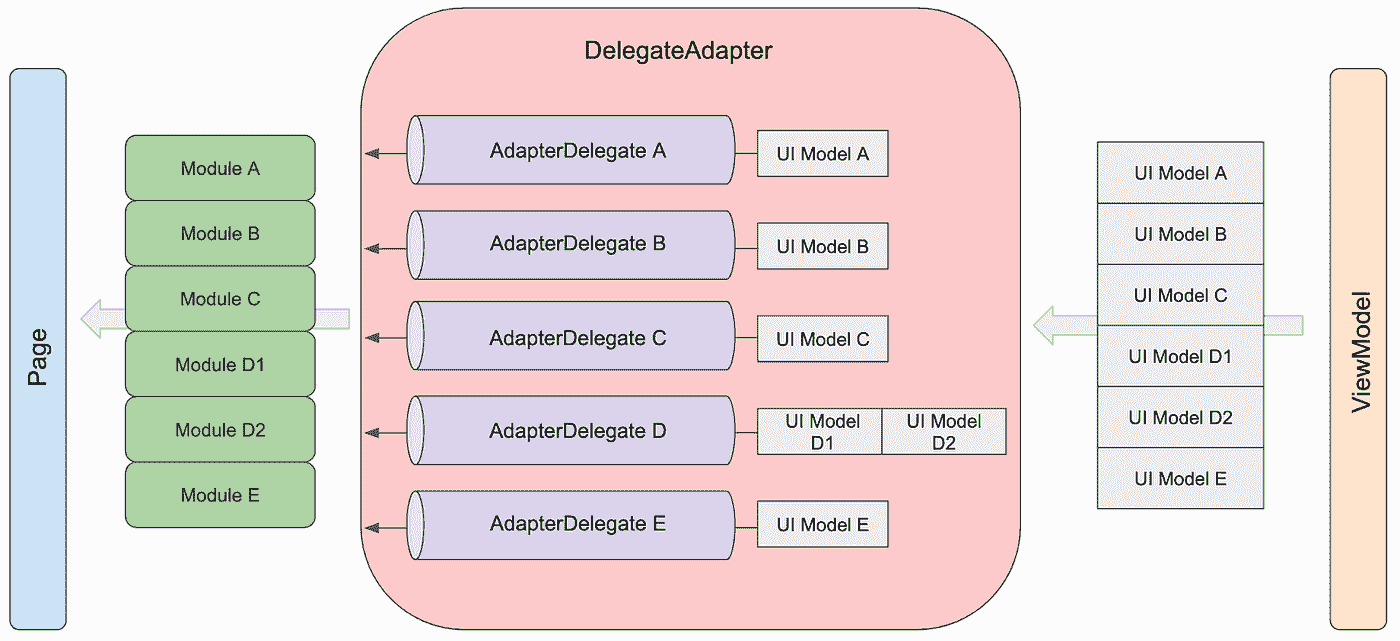 DelegateAdapter
Page
Module A
Module B
Module C
Module D1
Module D2
Module E
AdapterDelegate A
UI Model A
AdapterDelegate B
UI Model B
AdapterDelegate C
UI Model C
AdapterDelegate D
UI Model
D1
UI Model
D2
AdapterDelegate E
UI Model E
UI Model A
UI Model B
UI Model C
UI Model D1
UI Model D2
UI Model E
ViewModel